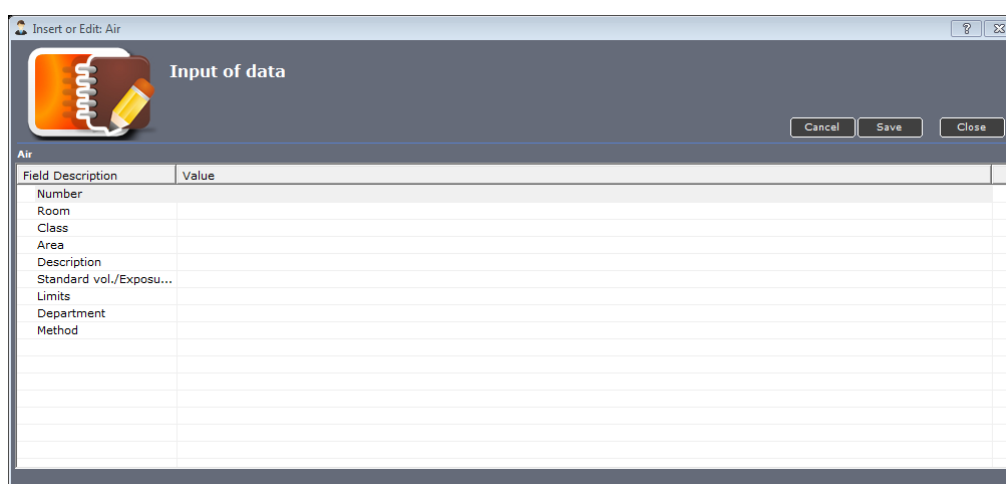 Insert or Edit: Air
?
Input of data
Cancel Save Close
Air
Field Description Value
Number
Room
Class
Area
Description
Standard vol./Exposu...
Limits
Department
Method